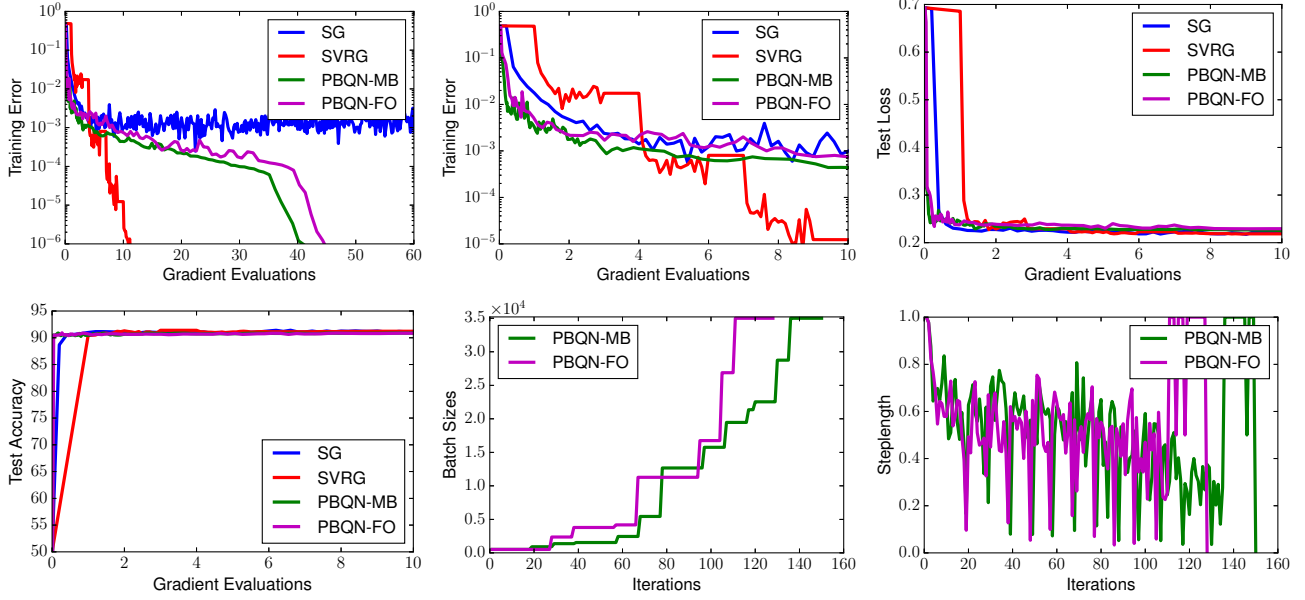 10^0
10^-1
10^-2
10^-3
10^-4
10^-5
10^-6
0 10 20 30 40 50 60
Gradient Evaluations
Training Error
SG
SVRG
PBQN-MB
PBQN-FO
10^0
10^-1
10^-2
10^-3
10^-4
10^-5
0 2 4 6 8 10
Gradient Evaluations
Training Error
SG
SVRG
PBQN-MB
PBQN-FO
0.7
0.6
0.5
0.4
0.3
0.2
0 2 4 6 8 10
Gradient Evaluations
Test Loss
SG
SVRG
PBQN-MB
PBQN-FO
95
90
85
80
75
70
65
60
55
50
0 2 4 6 8 10
Gradient Evaluations
Test Accuracy
SG
SVRG
PBQN-MB
PBQN-FO
×10^4
3.5
3.0
2.5
2.0
1.5
1.0
0.5
0.0
0 20 40 60 80 100 120 140 160
Iterations
Batch Sizes
PBQN-MB
PBQN-FO
1.0
0.8
0.6
0.4
0.2
0.0
0 20 40 60 80 100 120 140 160
Iterations
Steplength
PBQN-MB
PBQN-FO